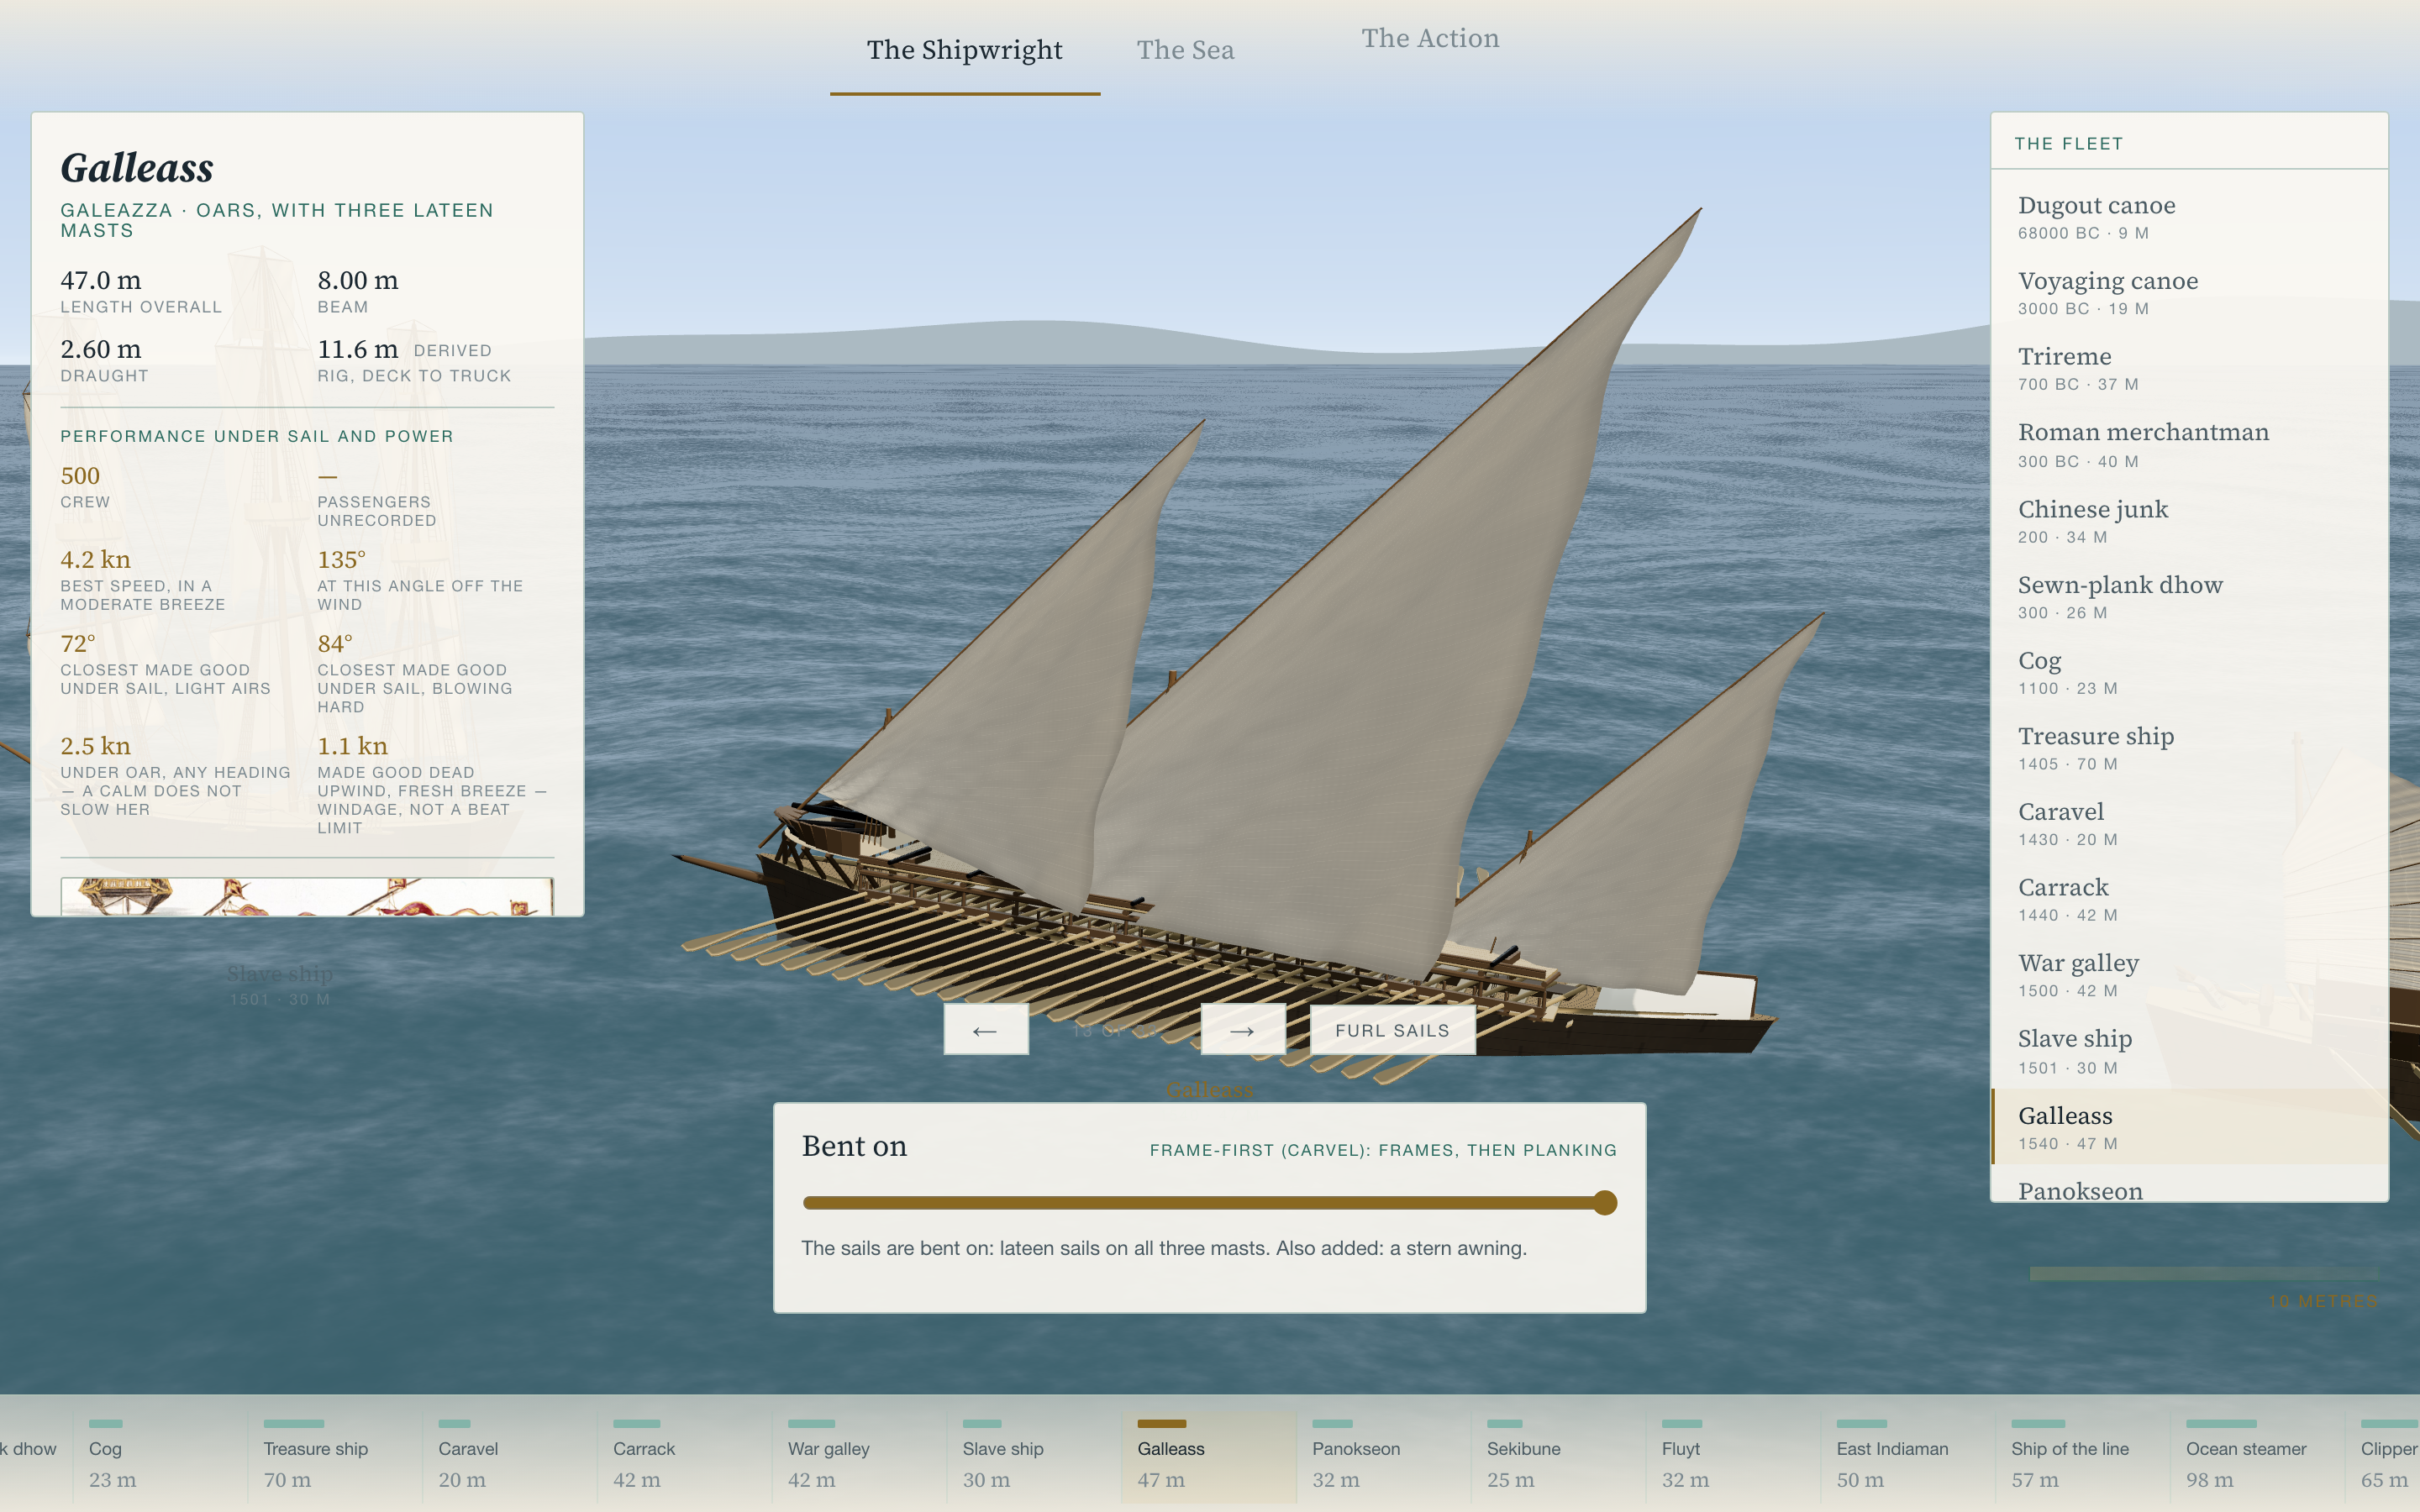 The Shipwright
The Sea
The Action
Galleass
GALEAZZA · OARS, WITH THREE LATEEN
MASTS
47.0 m
LENGTH OVERALL
8.00 m
BEAM
2.60 m
DRAUGHT
11.6 m DERIVED
RIG, DECK TO TRUCK
PERFORMANCE UNDER SAIL AND POWER
500
CREW
—
PASSENGERS
UNRECORDED
4.2 kn
BEST SPEED, IN A
MODERATE BREEZE
135°
AT THIS ANGLE OFF THE
WIND
72°
CLOSEST MADE GOOD
UNDER SAIL, LIGHT AIRS
84°
CLOSEST MADE GOOD
UNDER SAIL, BLOWING
HARD
2.5 kn
UNDER OAR, ANY HEADING
— A CALM DOES NOT
SLOW HER
1.1 kn
MADE GOOD DEAD
UPWIND, FRESH BREEZE —
WINDAGE, NOT A BEAT
LIMIT
Slave ship
1501 · 30 M
←
→
FURL SAILS
Galleass
Bent on
FRAME-FIRST (CARVEL): FRAMES, THEN PLANKING
The sails are bent on: lateen sails on all three masts. Also added: a stern awning.
THE FLEET
Dugout canoe
68000 BC · 9 M
Voyaging canoe
3000 BC · 19 M
Trireme
700 BC · 37 M
Roman merchantman
300 BC · 40 M
Chinese junk
200 · 34 M
Sewn-plank dhow
300 · 26 M
Cog
1100 · 23 M
Treasure ship
1405 · 70 M
Caravel
1430 · 20 M
Carrack
1440 · 42 M
War galley
1500 · 42 M
Slave ship
1501 · 30 M
Galleass
1540 · 47 M
Panokseon
10 METRES
k dhow
Cog
23 m
Treasure ship
70 m
Caravel
20 m
Carrack
42 m
War galley
42 m
Slave ship
30 m
Galleass
47 m
Panokseon
32 m
Sekibune
25 m
Fluyt
32 m
East Indiaman
50 m
Ship of the line
57 m
Ocean steamer
98 m
Clipper
65 m